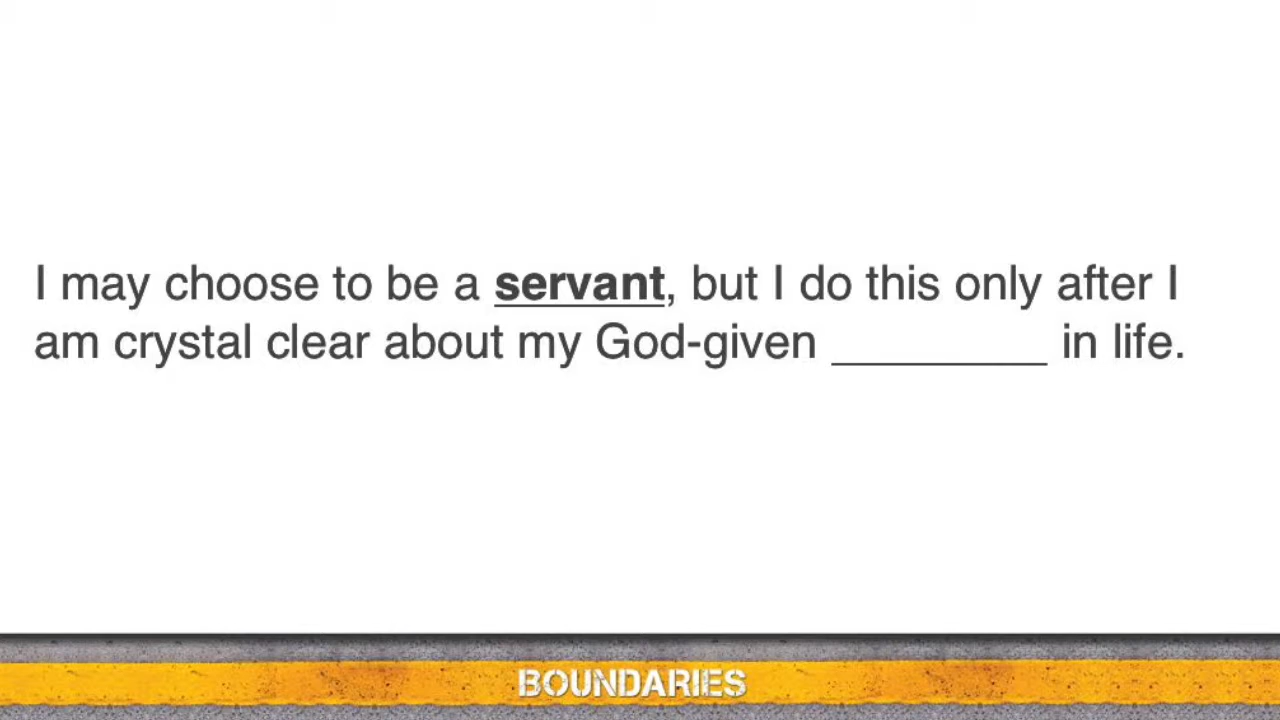 I may choose to be a servant, but I do this only after I
am crystal clear about my God-given _________ in life.
BOUNDARIES